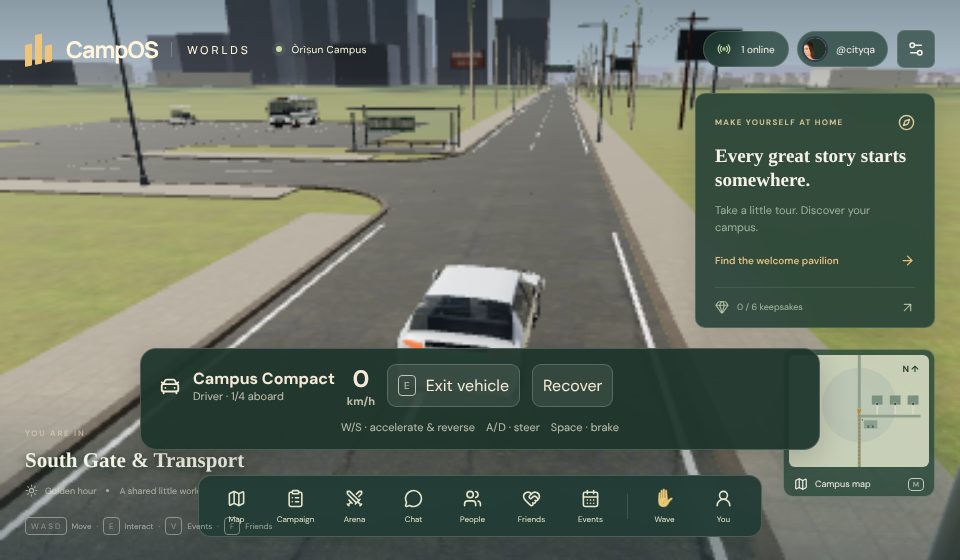 CampOS WORLDS Òrìsun Campus
1 online
@cityqa
MAKE YOURSELF AT HOME
Every great story starts
somewhere.
Take a little tour. Discover your
campus.
Find the welcome pavilion
0 / 6 keepsakes
Campus Compact
Driver · 1/4 aboard
0
km/h
E Exit vehicle
Recover
W/S · accelerate & reverse A/D · steer Space · brake
N
Campus map M
YOU ARE IN
South Gate & Transport
Golden hour • A shared little
WASD Move · E Interact · V Events · F Friends
Map
Campaign
Arena
Chat
People
Friends
Events
Wave
You